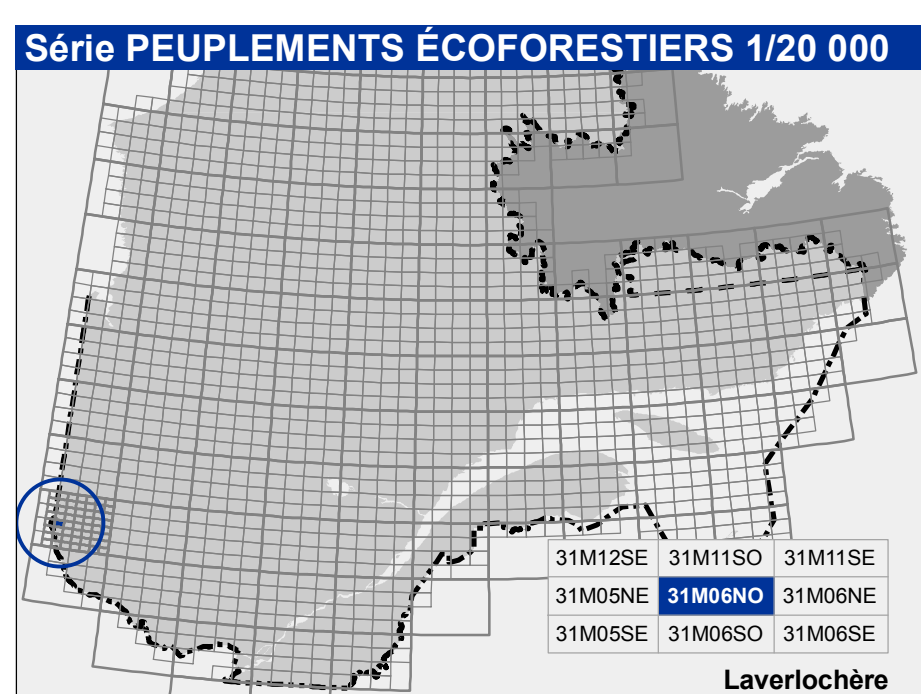 Série PEUPLEMENTS ÉCOFORESTIERS 1/20 000
31M12SE 31M11SO 31M11SE
31M05NE 31M06NO 31M06NE
31M05SE 31M06SO 31M06SE
Laverlochère